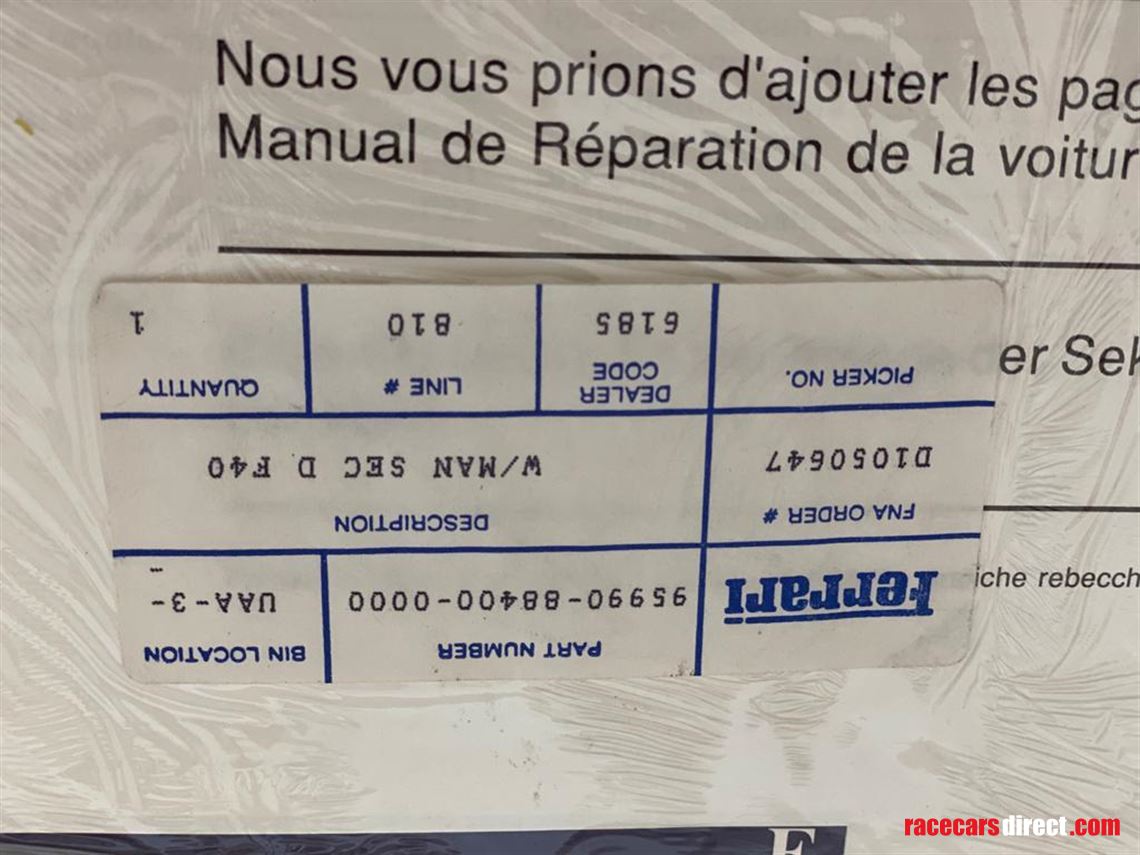 Nous vous prions d'ajouter les pag
Manual de Réparation de la voitur
er Sek
iche rebecch
ferrari
PART NUMBER
95990-88400-0000
BIN LOCATION
UAA-3-
FNA ORDER #
D1050647
DESCRIPTION
W/MAN SEC D F40
PICKER NO.
DEALER
CODE
6185
LINE #
810
QUANTITY
1
F
racecarsdirect.com